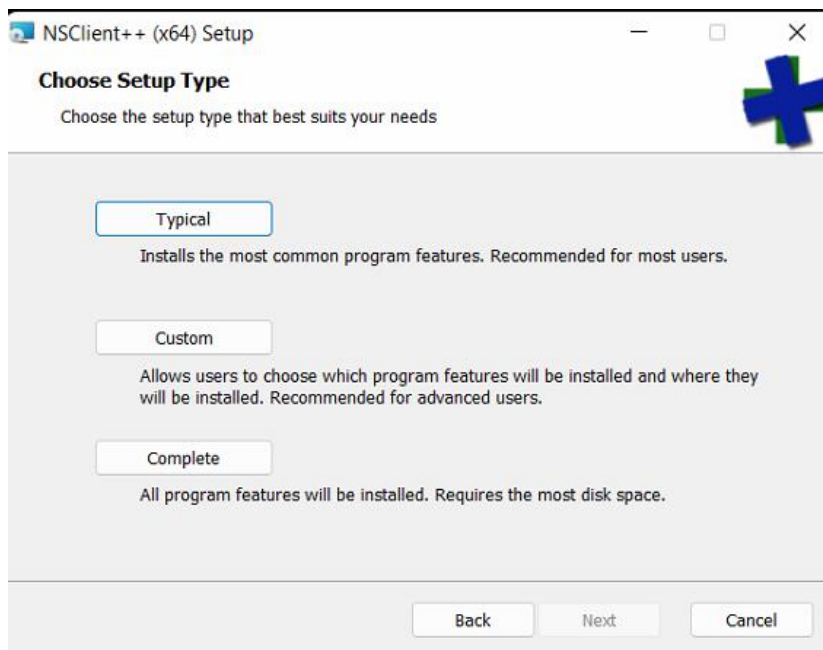 NSClient++ (x64) Setup
Choose Setup Type
Choose the setup type that best suits your needs
Typical
Installs the most common program features. Recommended for most users.
Custom
Allows users to choose which program features will be installed and where they
will be installed. Recommended for advanced users.
Complete
All program features will be installed. Requires the most disk space.
Back Next Cancel